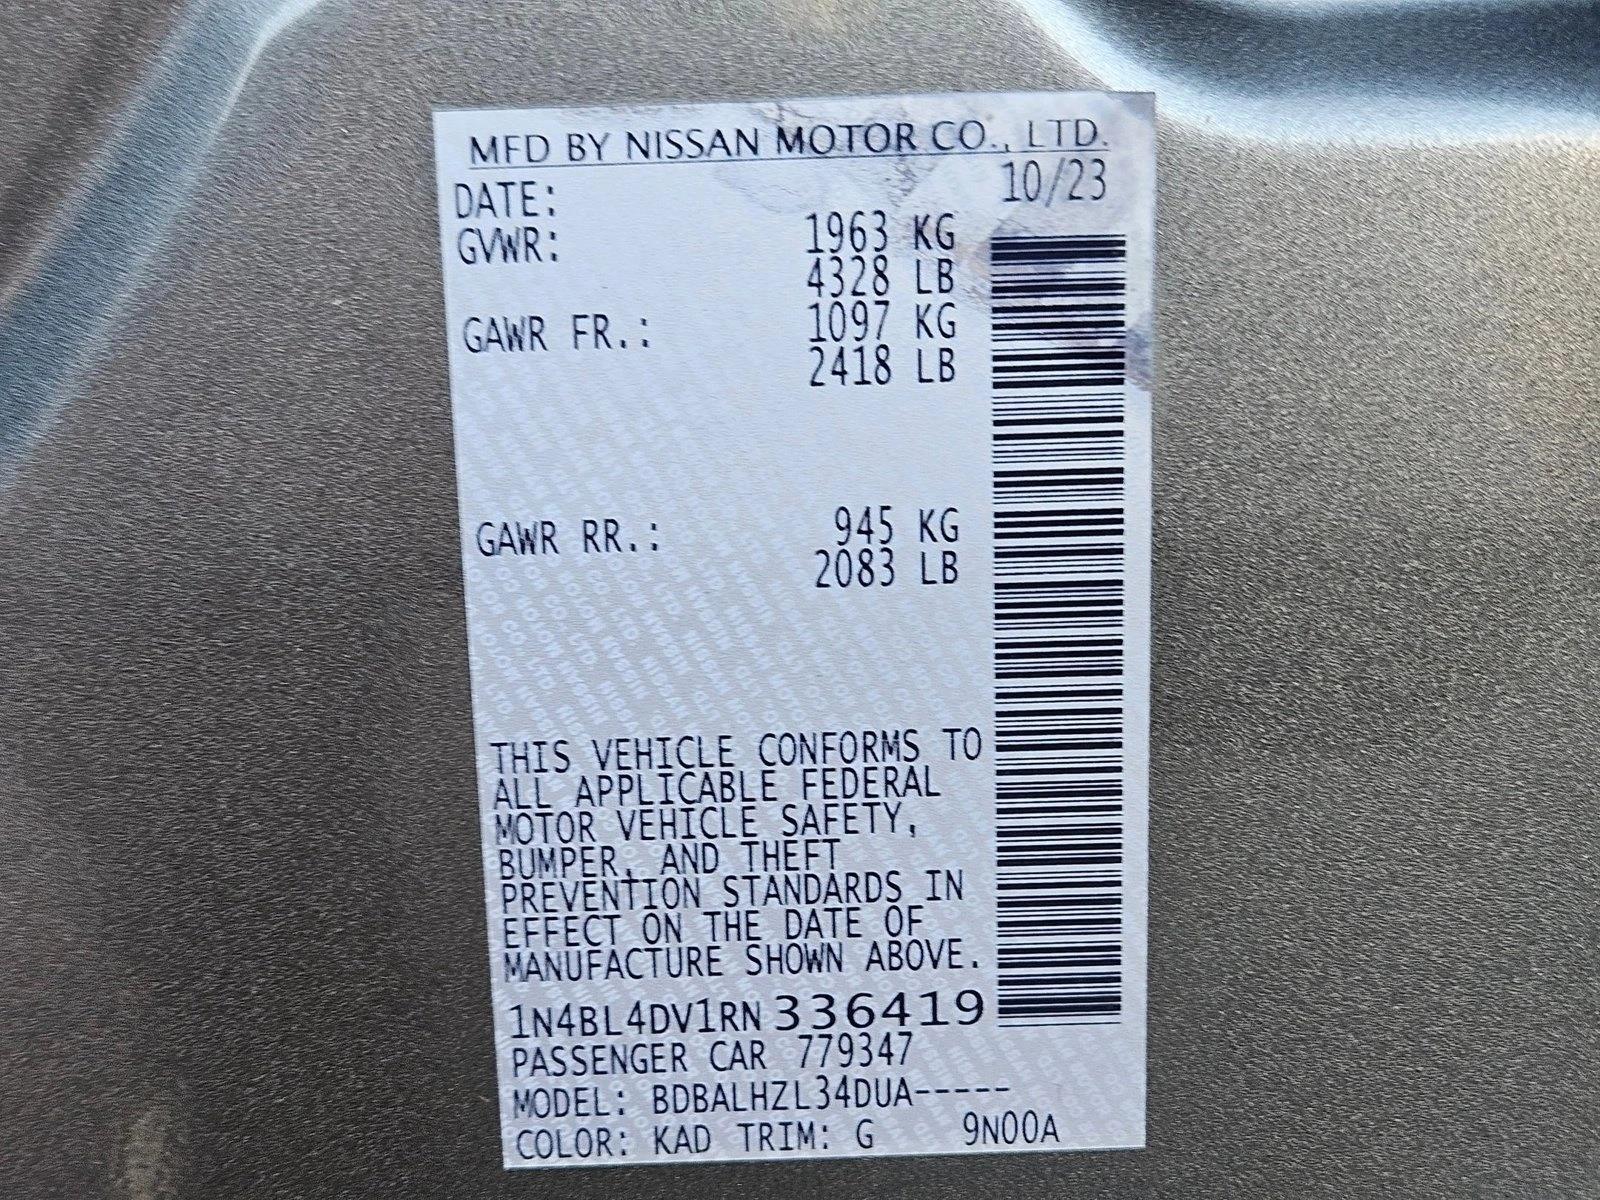 MFD BY NISSAN MOTOR CO., LTD.
DATE: 10/23
GVWR: 1963 KG
4328 LB
GAWR FR.: 1097 KG
2418 LB
GAWR RR.: 945 KG
2083 LB
THIS VEHICLE CONFORMS TO
ALL APPLICABLE FEDERAL
MOTOR VEHICLE SAFETY,
BUMPER, AND THEFT
PREVENTION STANDARDS IN
EFFECT ON THE DATE OF
MANUFACTURE SHOWN ABOVE.
1N4BL4DV1RN336419
PASSENGER CAR 779347
MODEL: BDBALHZL34DUA-----
COLOR: KAD TRIM: G 9N00A